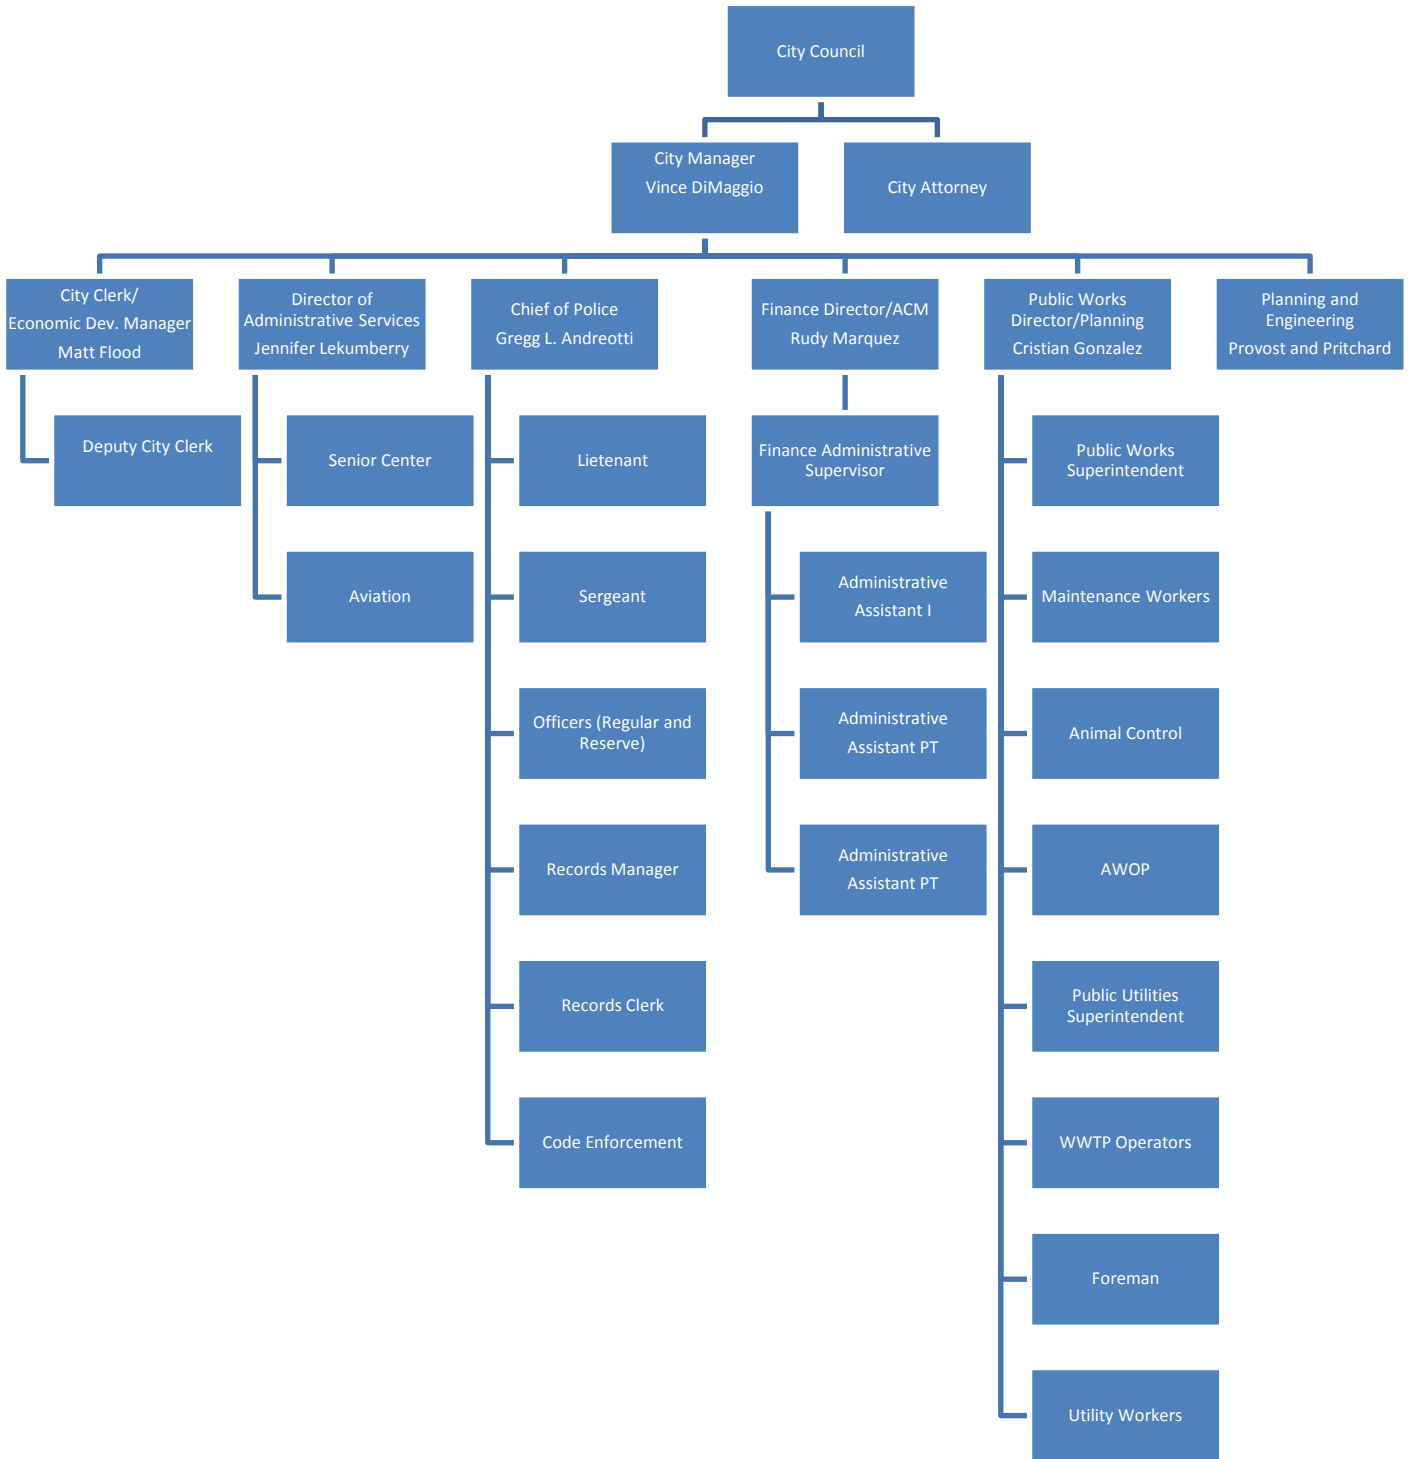 City Council
City Manager
Vince DiMaggio
City Attorney
City Clerk/
Economic Dev. Manager
Matt Flood
Director of
Administrative Services
Jennifer Lekumberry
Chief of Police
Gregg L. Andreotti
Finance Director/ACM
Rudy Marquez
Public Works
Director/Planning
Cristian Gonzalez
Planning and
Engineering
Provost and Pritchard
Deputy City Clerk
Senior Center
Aviation
Lietenant
Sergeant
Officers (Regular and
Reserve)
Records Manager
Records Clerk
Code Enforcement
Finance Administrative
Supervisor
Administrative
Assistant I
Administrative
Assistant PT
Administrative
Assistant PT
Public Works
Superintendent
Maintenance Workers
Animal Control
AWOP
Public Utilities
Superintendent
WWTP Operators
Foreman
Utility Workers